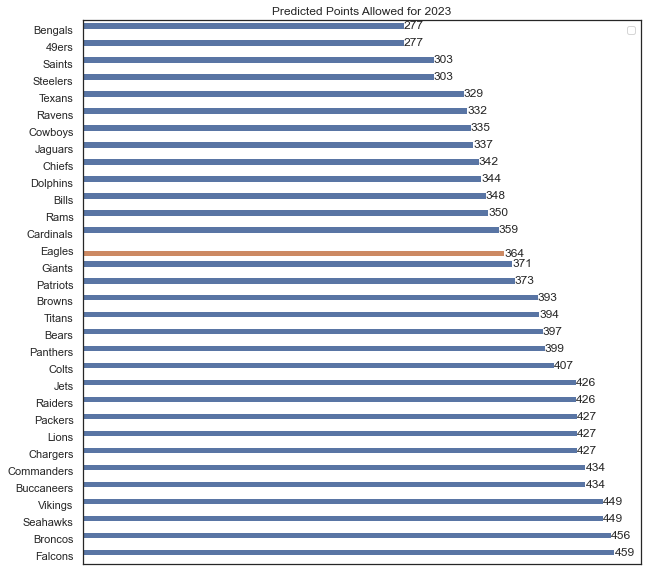 Predicted Points Allowed for 2023
Bengals 277
49ers 277
Saints 303
Steelers 303
Texans 329
Ravens 332
Cowboys 335
Jaguars 337
Chiefs 342
Dolphins 344
Bills 348
Rams 350
Cardinals 359
Eagles 364
Giants 371
Patriots 373
Browns 393
Titans 394
Bears 397
Panthers 399
Colts 407
Jets 426
Raiders 426
Packers 427
Lions 427
Chargers 427
Commanders 434
Buccaneers 434
Vikings 449
Seahawks 449
Broncos 456
Falcons 459